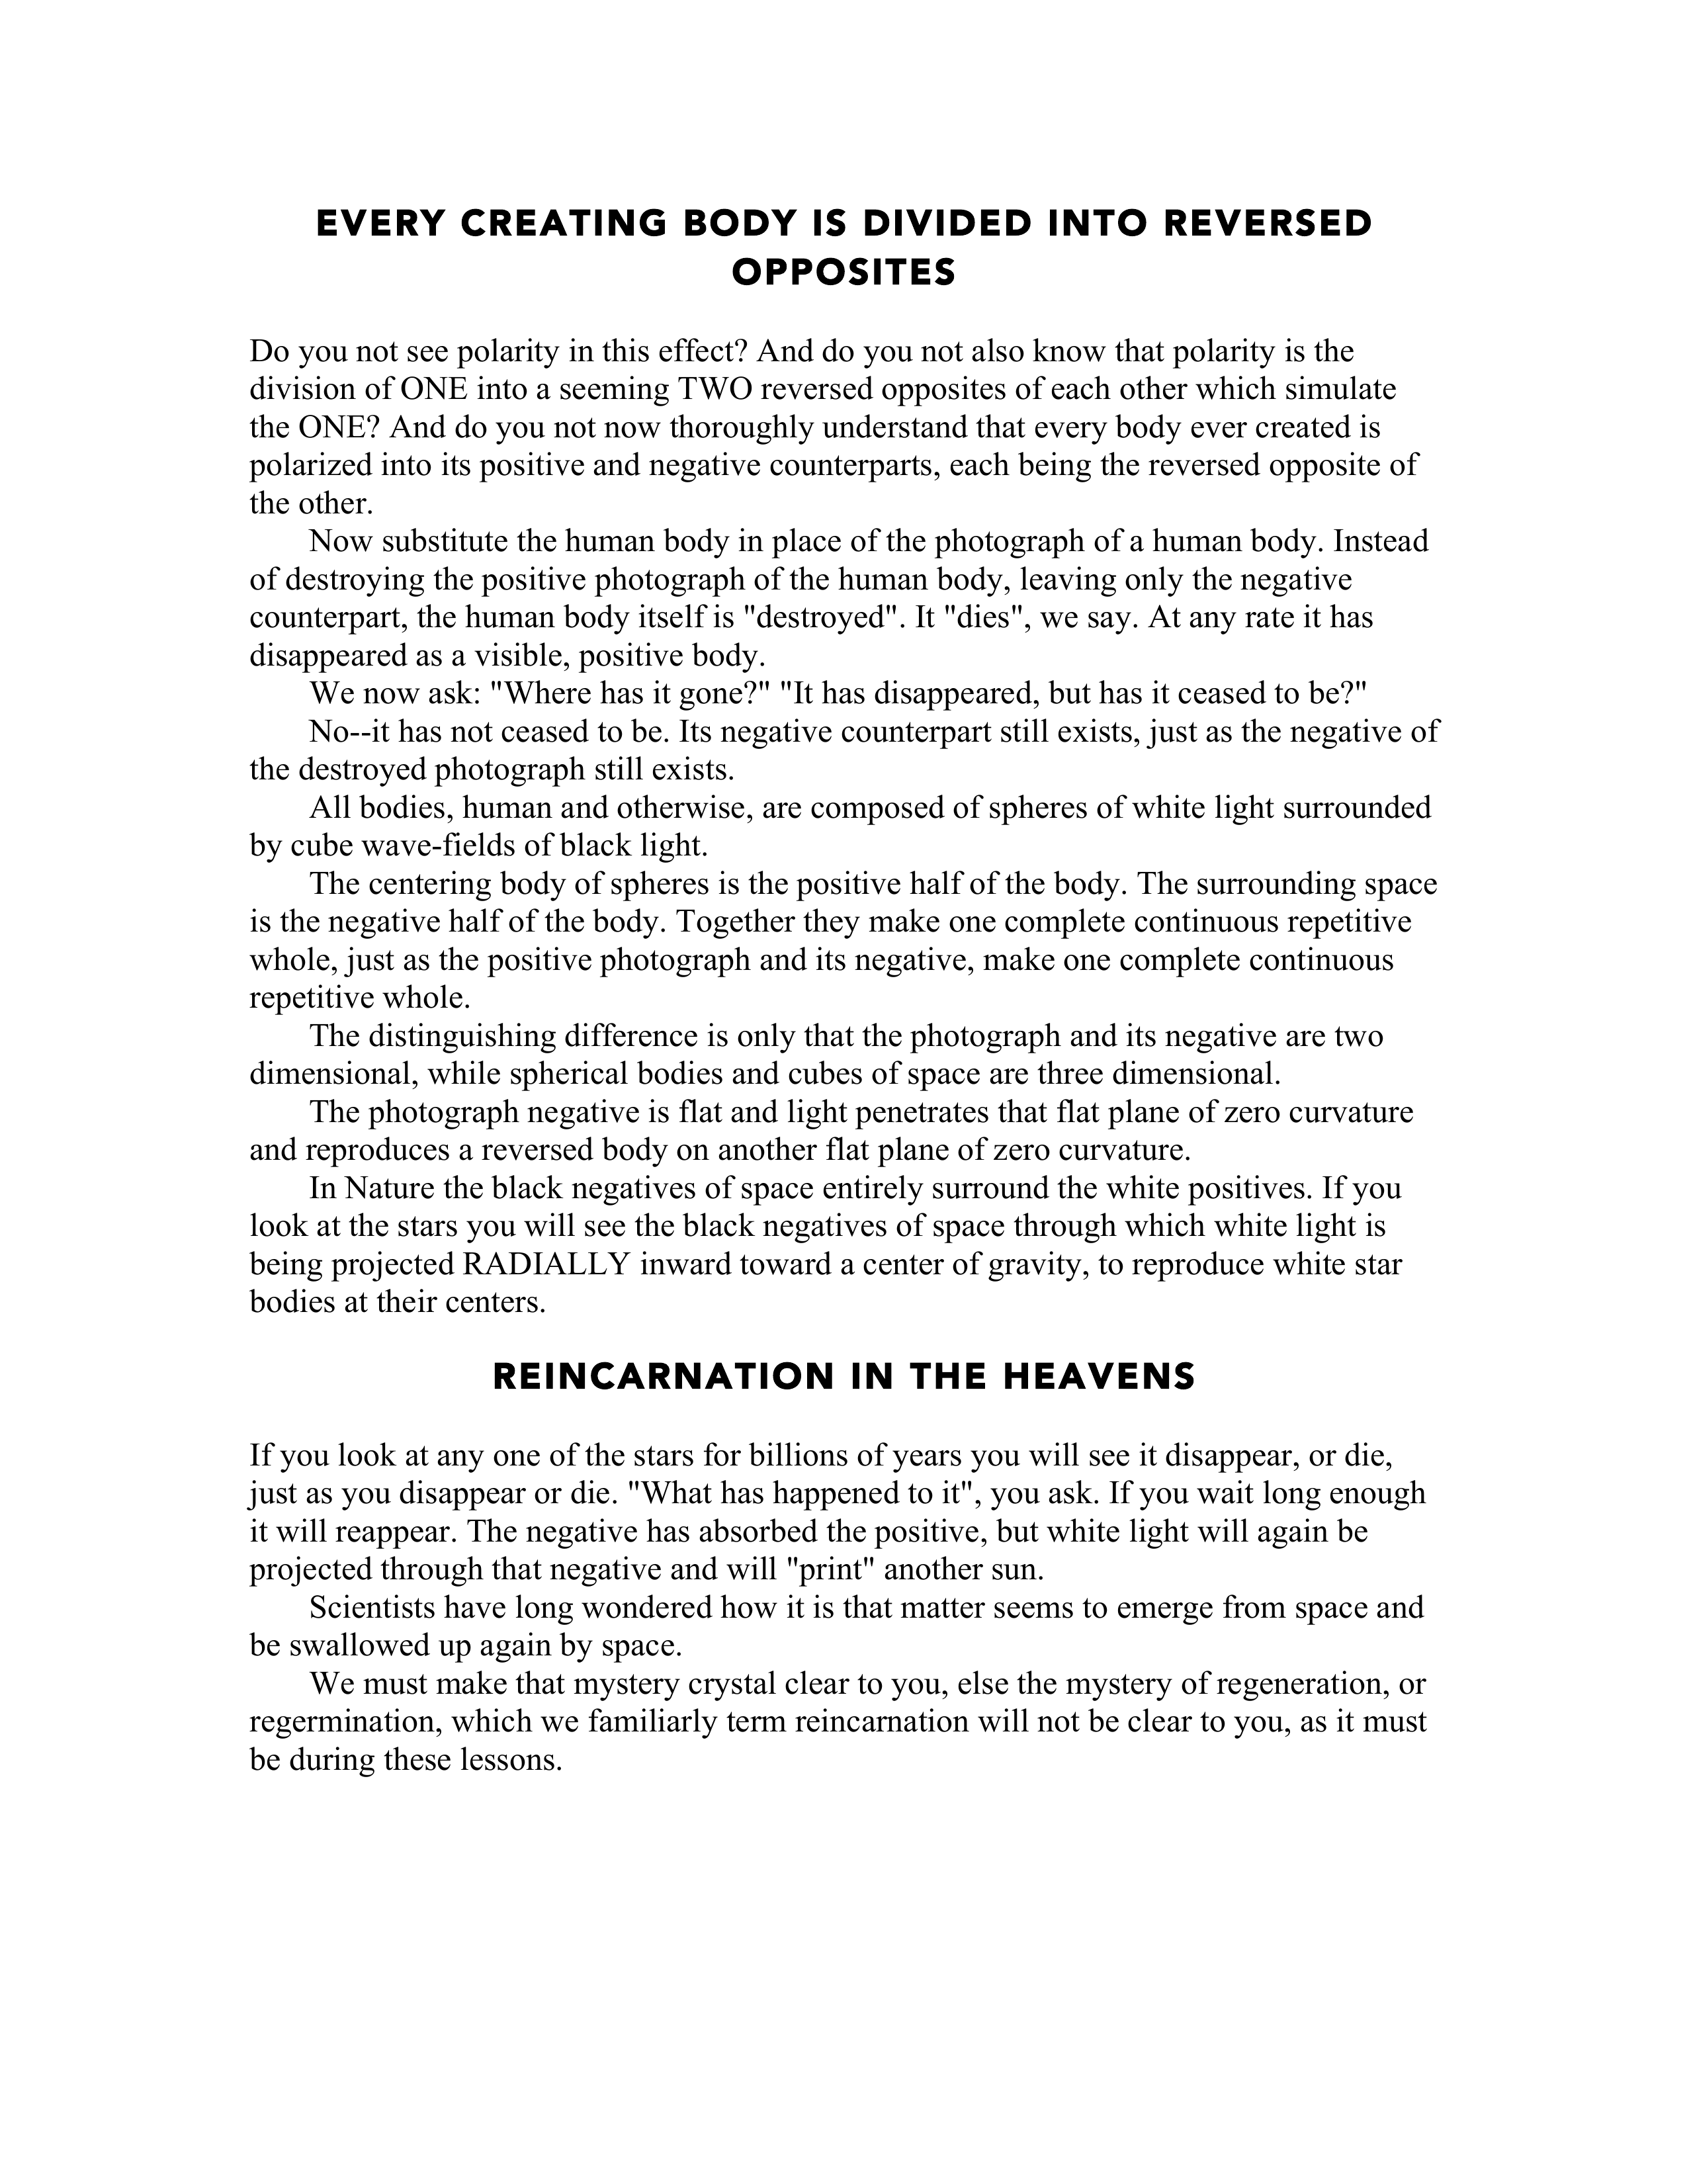 EVERY CREATING BODY IS DIVIDED INTO REVERSED
OPPOSITES
Do you not see polarity in this effect? And do you not also know that polarity is the
division of ONE into a seeming TWO reversed opposites of each other which simulate
the ONE? And do you not now thoroughly understand that every body ever created is
polarized into its positive and negative counterparts, each being the reversed opposite of
the other.
Now substitute the human body in place of the photograph of a human body. Instead
of destroying the positive photograph of the human body, leaving only the negative
counterpart, the human body itself is "destroyed". It "dies", we say. At any rate it has
disappeared as a visible, positive body.
We now ask: "Where has it gone?" "It has disappeared, but has it ceased to be?"
No--it has not ceased to be. Its negative counterpart still exists, just as the negative of
the destroyed photograph still exists.
All bodies, human and otherwise, are composed of spheres of white light surrounded
by cube wave-fields of black light.
The centering body of spheres is the positive half of the body. The surrounding space
is the negative half of the body. Together they make one complete continuous repetitive
whole, just as the positive photograph and its negative, make one complete continuous
repetitive whole.
The distinguishing difference is only that the photograph and its negative are two
dimensional, while spherical bodies and cubes of space are three dimensional.
The photograph negative is flat and light penetrates that flat plane of zero curvature
and reproduces a reversed body on another flat plane of zero curvature.
In Nature the black negatives of space entirely surround the white positives. If you
look at the stars you will see the black negatives of space through which white light is
being projected RADIALLY inward toward a center of gravity, to reproduce white star
bodies at their centers.
REINCARNATION IN THE HEAVENS
If you look at any one of the stars for billions of years you will see it disappear, or die,
just as you disappear or die. "What has happened to it", you ask. If you wait long enough
it will reappear. The negative has absorbed the positive, but white light will again be
projected through that negative and will "print" another sun.
Scientists have long wondered how it is that matter seems to emerge from space and
be swallowed up again by space.
We must make that mystery crystal clear to you, else the mystery of regeneration, or
regermination, which we familiarly term reincarnation will not be clear to you, as it must
be during these lessons.